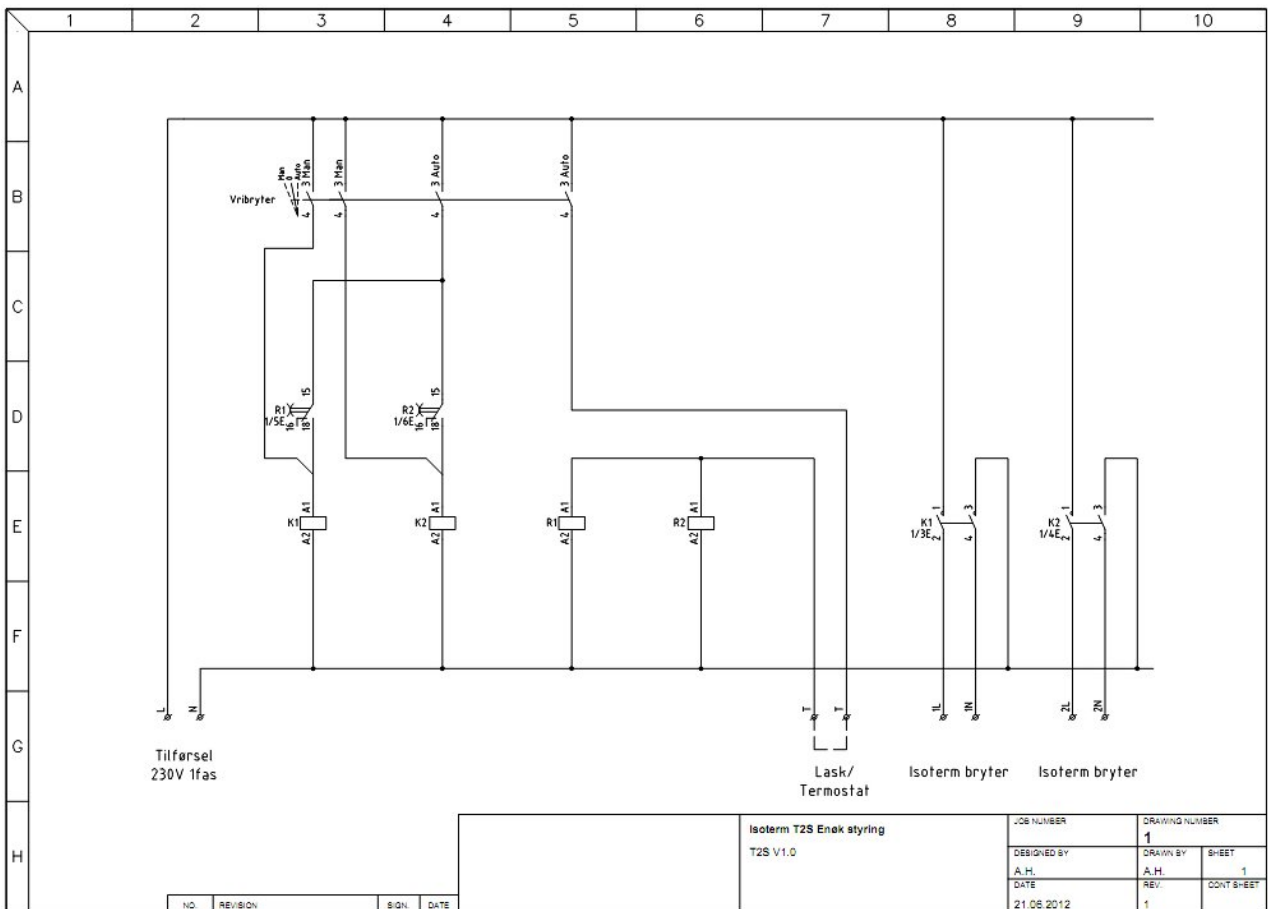 1 2 3 4 5 6 7 8 9 10
A
B
C
D
E
F
G
H
Vribryter
Man
0
Auto
3 Man
4
3 Man
4
3 Auto
4
3 Auto
4
R1
1/5E
15
16
18
R2
1/6E
15
16
18
K1
A1
A2
K2
A1
A2
R1
A1
A2
R2
A1
A2
K1
1/3E
1
2
3
4
K2
1/4E
1
2
3
4
L
N
T
T
1L
1N
2L
2N
Tilførsel
230V 1fas
Lask/
Termostat
Isoterm bryter
Isoterm bryter
Isoterm T2S Enøk styring
T2S V1.0
JOB NUMBER
DRAWING NUMBER
1
DESIGNED BY
A.H.
DRAWN BY
A.H.
SHEET
1
DATE
21.06.2012
REV.
1
CONT SHEET
NO. REVISION SIGN. DATE